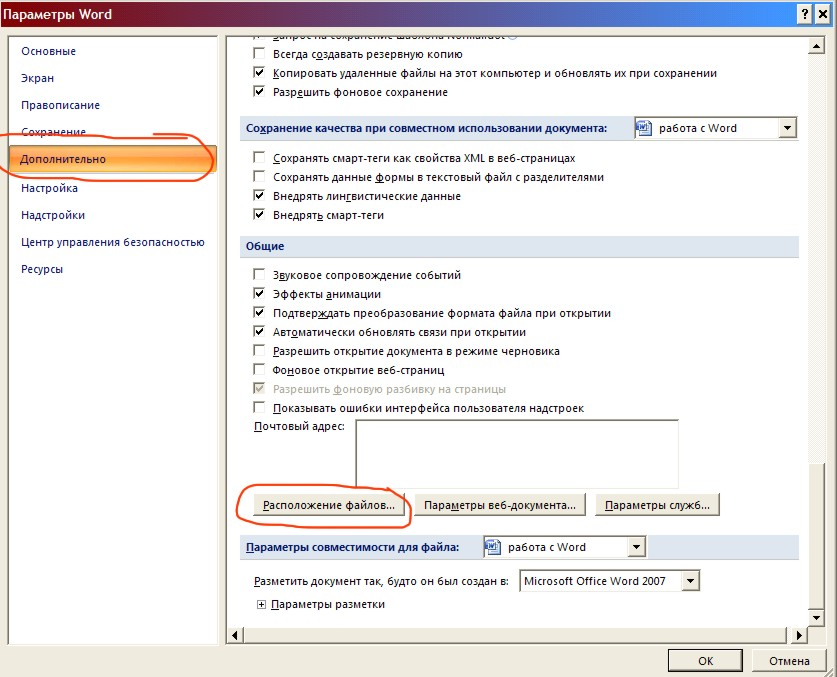 Параметры Word
Основные
Экран
Правописание
Сохранение
Дополнительно
Настройка
Надстройки
Центр управления безопасностью
Ресурсы
Запрос на сохранение шаблона Normal.dot
Всегда создавать резервную копию
Копировать удаленные файлы на этот компьютер и обновлять их при сохранении
Разрешить фоновое сохранение
Сохранение качества при совместном использовании документа: работа с Word
Сохранять смарт-теги как свойства XML в веб-страницах
Сохранять данные формы в текстовый файл с разделителями
Внедрять лингвистические данные
Внедрять смарт-теги
Общие
Звуковое сопровождение событий
Эффекты анимации
Подтверждать преобразование формата файла при открытии
Автоматически обновлять связи при открытии
Разрешить открытие документа в режиме черновика
Фоновое открытие веб-страниц
Разрешить фоновую разбивку на страницы
Показывать ошибки интерфейса пользователя надстроек
Почтовый адрес:
Расположение файлов... Параметры веб-документа... Параметры служб...
Параметры совместимости для файла: работа с Word
Разметить документ так, будто он был создан в: Microsoft Office Word 2007
Параметры разметки
ОК Отмена